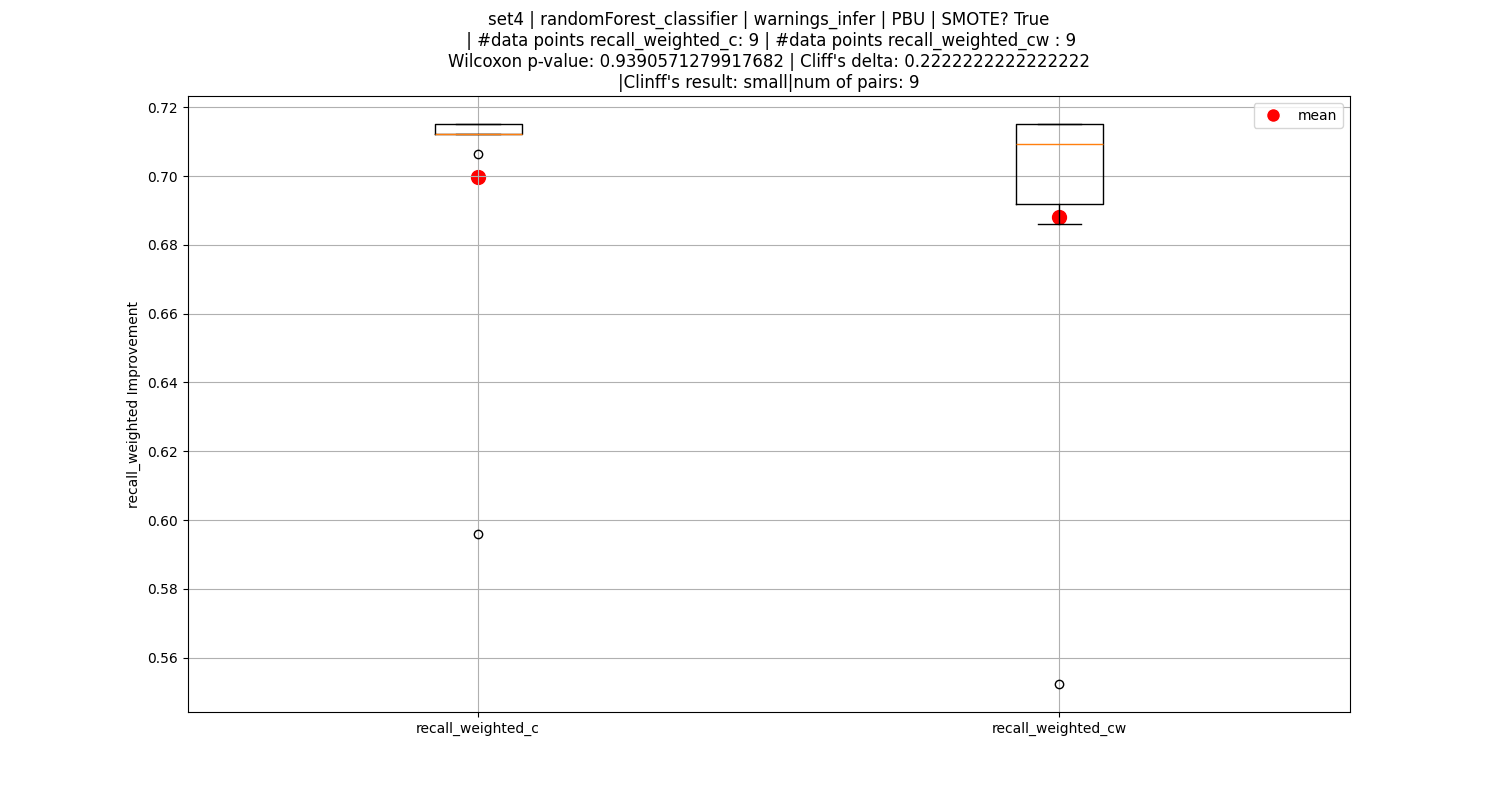 set4 | randomForest_classifier | warnings_infer | PBU | SMOTE? True
| #data points recall_weighted_c: 9 | #data points recall_weighted_cw : 9
Wilcoxon p-value: 0.9390571279917682 | Cliff's delta: 0.2222222222222222
|Clinff's result: small|num of pairs: 9
mean
recall_weighted Improvement
0.72
0.70
0.68
0.66
0.64
0.62
0.60
0.58
0.56
recall_weighted_c
recall_weighted_cw